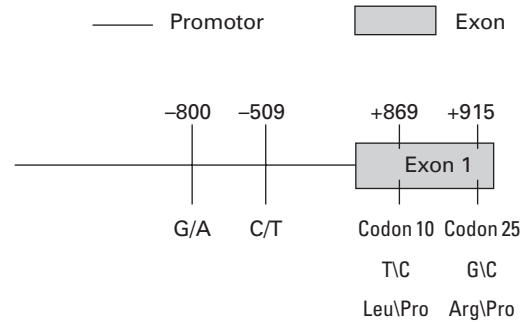 Promotor Exon
–800 –509 +869 +915
Exon 1
G/A C/T Codon 10 Codon 25
T\C G\C
Leu\Pro Arg\Pro